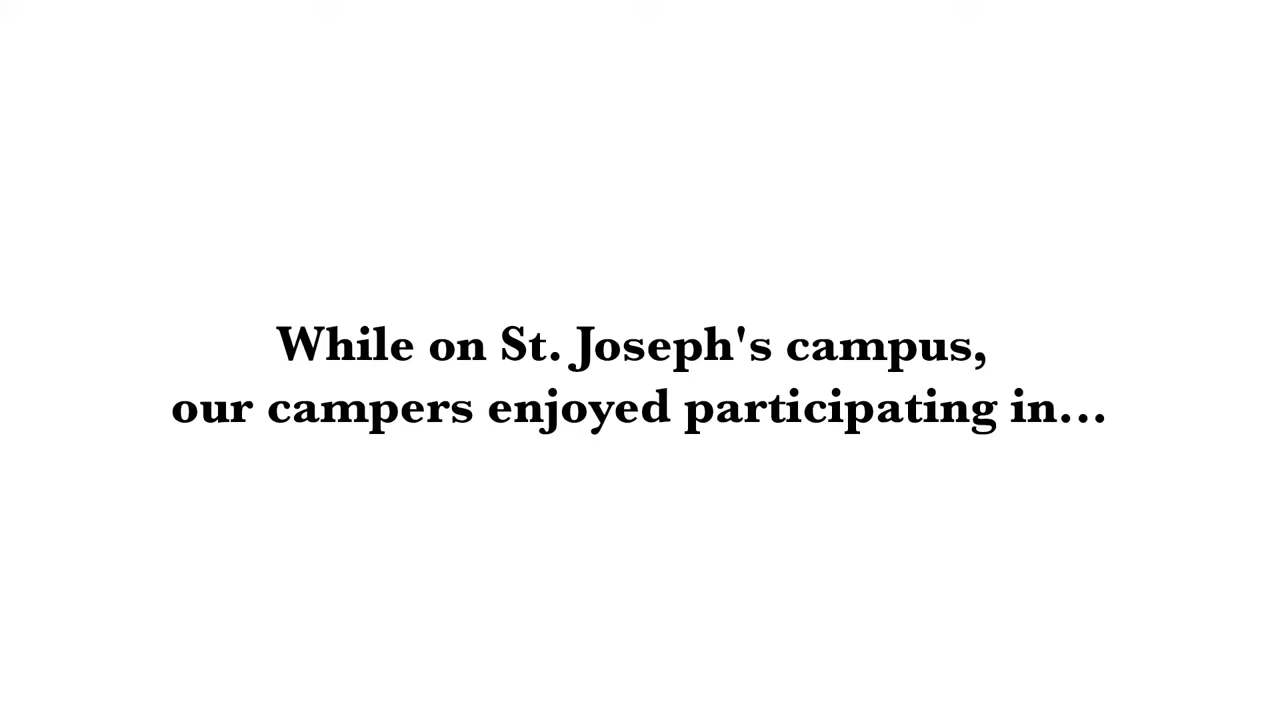 While on St. Joseph's campus,
our campers enjoyed participating in...